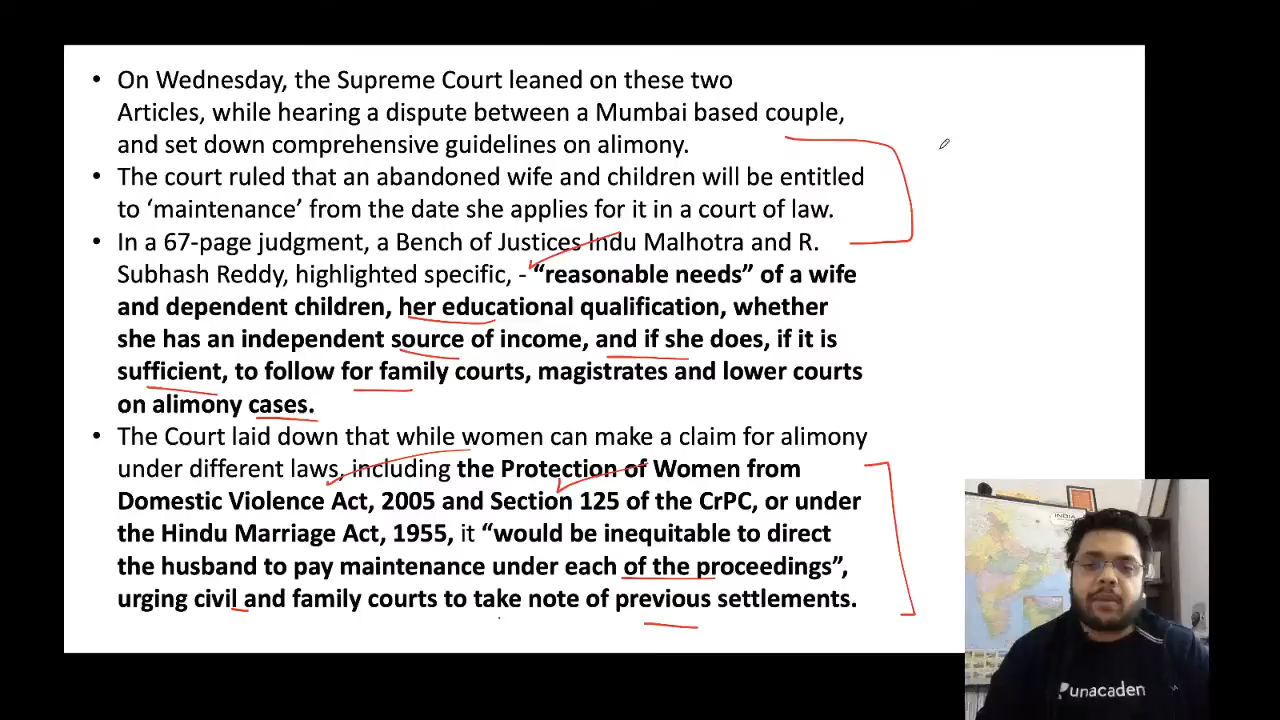 • On Wednesday, the Supreme Court leaned on these two
Articles, while hearing a dispute between a Mumbai based couple,
and set down comprehensive guidelines on alimony.
• The court ruled that an abandoned wife and children will be entitled
to ‘maintenance’ from the date she applies for it in a court of law.
• In a 67-page judgment, a Bench of Justices Indu Malhotra and R.
Subhash Reddy, highlighted specific, - “reasonable needs” of a wife
and dependent children, her educational qualification, whether
she has an independent source of income, and if she does, if it is
sufficient, to follow for family courts, magistrates and lower courts
on alimony cases.
• The Court laid down that while women can make a claim for alimony
under different laws, including the Protection of Women from
Domestic Violence Act, 2005 and Section 125 of the CrPC, or under
the Hindu Marriage Act, 1955, it “would be inequitable to direct
the husband to pay maintenance under each of the proceedings”,
urging civil and family courts to take note of previous settlements.
INDIA
unacaden